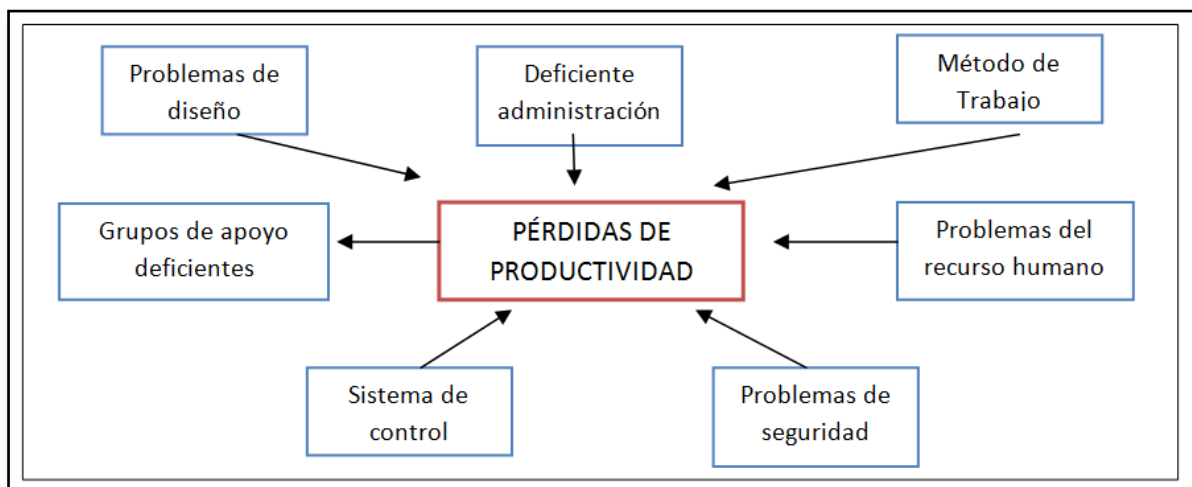 Problemas de
diseño
Deficiente
administración
Método de
Trabajo
Grupos de apoyo
deficientes
PÉRDIDAS DE
PRODUCTIVIDAD
Problemas del
recurso humano
Sistema de
control
Problemas de
seguridad